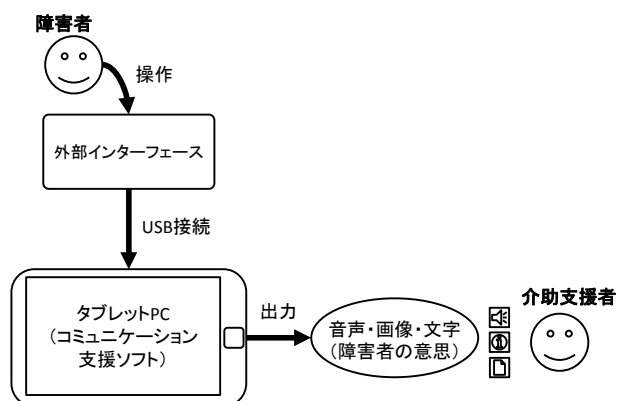 障害者
操作
外部インターフェース
USB接続
タブレットPC
（コミュニケーション
支援ソフト）
出力
音声・画像・文字
（障害者の意思）
介助支援者